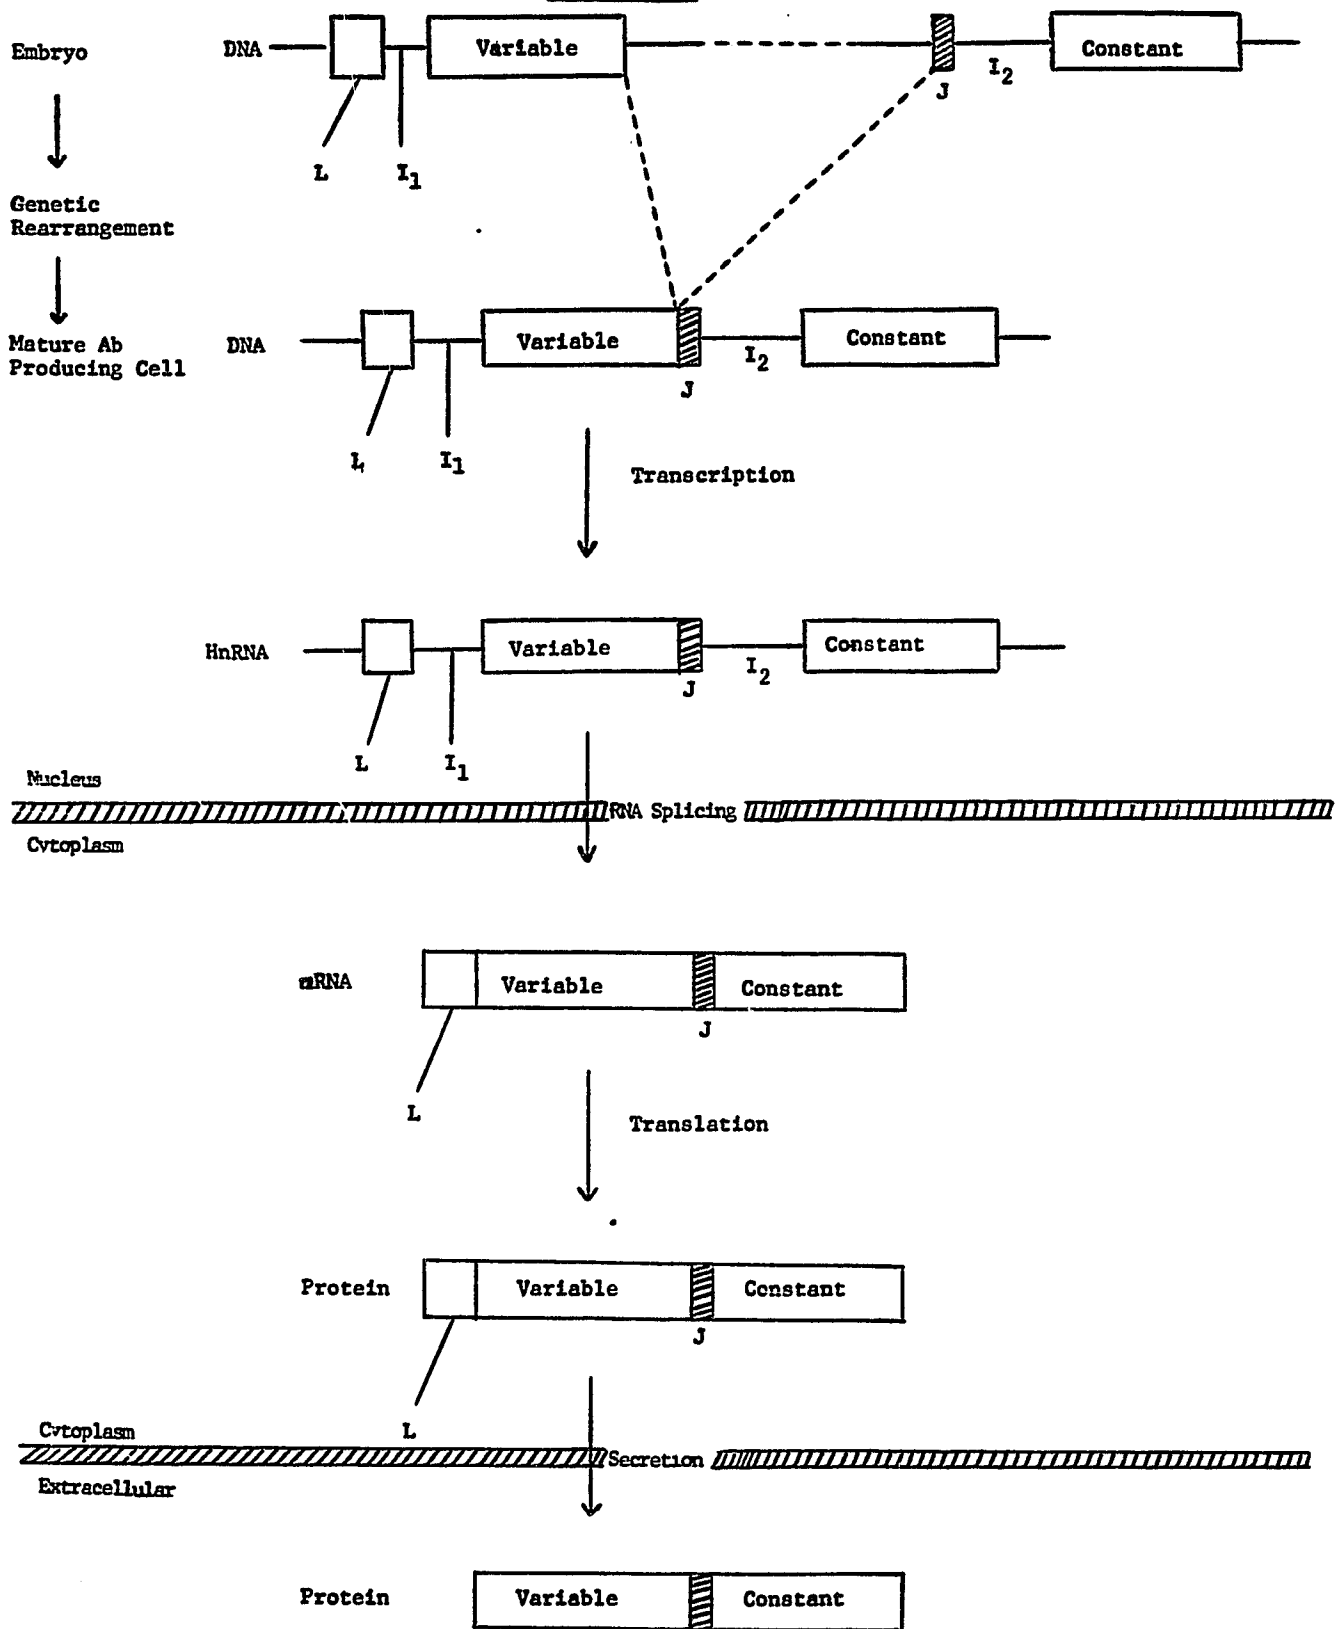 Embryo
DNA
Variable
Constant
L
I1
J
I2
Genetic
Rearrangement
Mature Ab
Producing Cell
DNA
Variable
Constant
L
I1
J
I2
Transcription
HnRNA
Variable
Constant
L
I1
J
I2
Nucleus
RNA Splicing
Cytoplasm
mRNA
Variable
Constant
J
L
Translation
Protein
Variable
Constant
J
L
Cytoplasm
Secretion
Extracellular
Protein
Variable
Constant